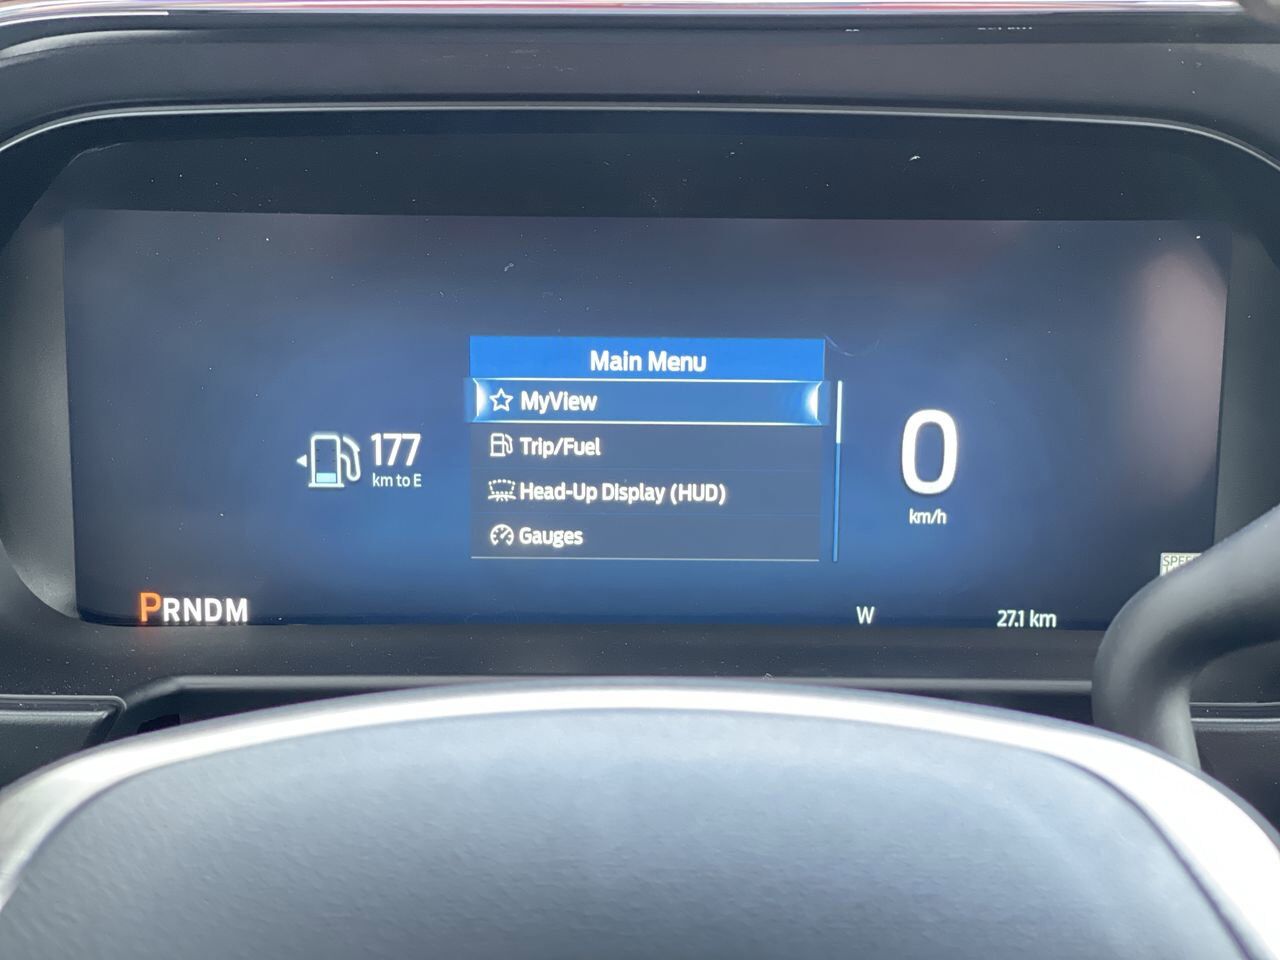 Main Menu
MyView
Trip/Fuel
Head-Up Display (HUD)
Gauges
177
km to E
0
km/h
PRNDM
W
27.1 km